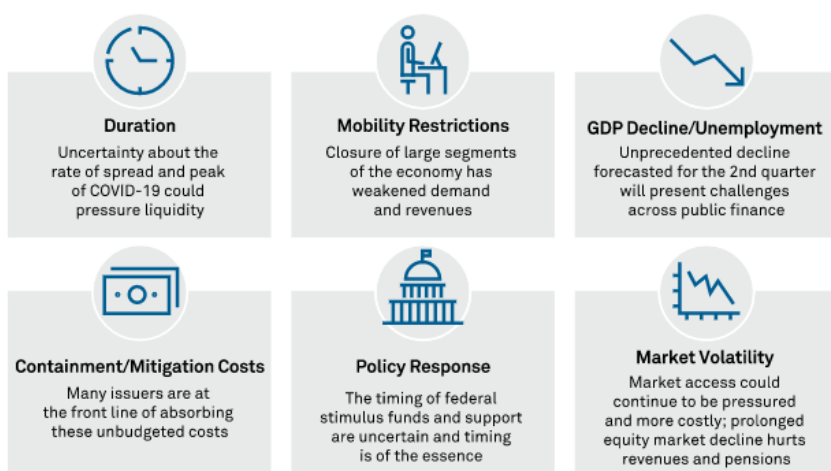 Duration
Uncertainty about the
rate of spread and peak
of COVID-19 could
pressure liquidity
Mobility Restrictions
Closure of large segments
of the economy has
weakened demand
and revenues
GDP Decline/Unemployment
Unprecedented decline
forecasted for the 2nd quarter
will present challenges
across public finance
Containment/Mitigation Costs
Many issuers are at
the front line of absorbing
these unbudgeted costs
Policy Response
The timing of federal
stimulus funds and support
are uncertain and timing
is of the essence
Market Volatility
Market access could
continue to be pressured
and more costly; prolonged
equity market decline hurts
revenues and pensions